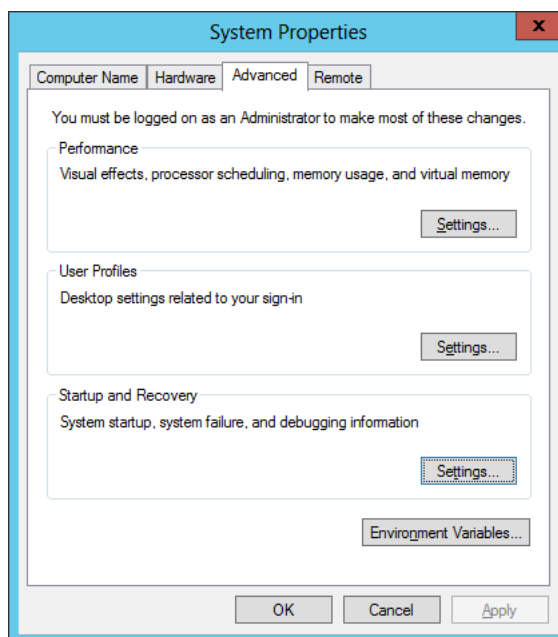 System Properties
x
Computer Name Hardware Advanced Remote
You must be logged on as an Administrator to make most of these changes.
Performance
Visual effects, processor scheduling, memory usage, and virtual memory
Settings...
User Profiles
Desktop settings related to your sign-in
Settings...
Startup and Recovery
System startup, system failure, and debugging information
Settings...
Environment Variables...
OK Cancel Apply